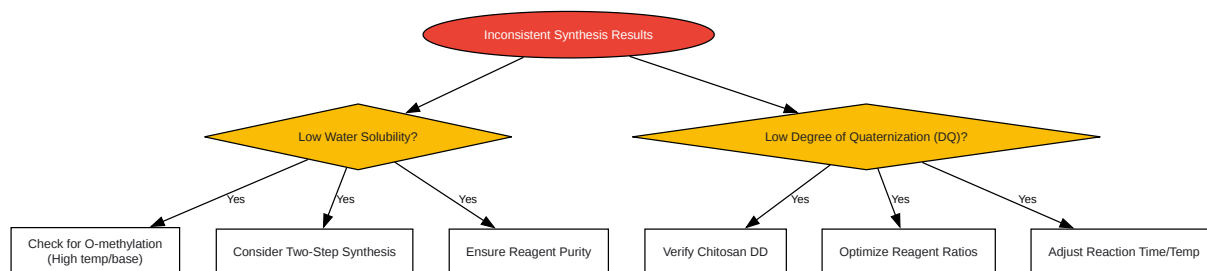 Inconsistent Synthesis Results
Low Water Solubility?
Low Degree of Quaternization (DQ)?
Yes
Yes
Yes
Yes
Yes
Yes
Check for O-methylation
(High temp/base)
Consider Two-Step Synthesis
Ensure Reagent Purity
Verify Chitosan DD
Optimize Reagent Ratios
Adjust Reaction Time/Temp